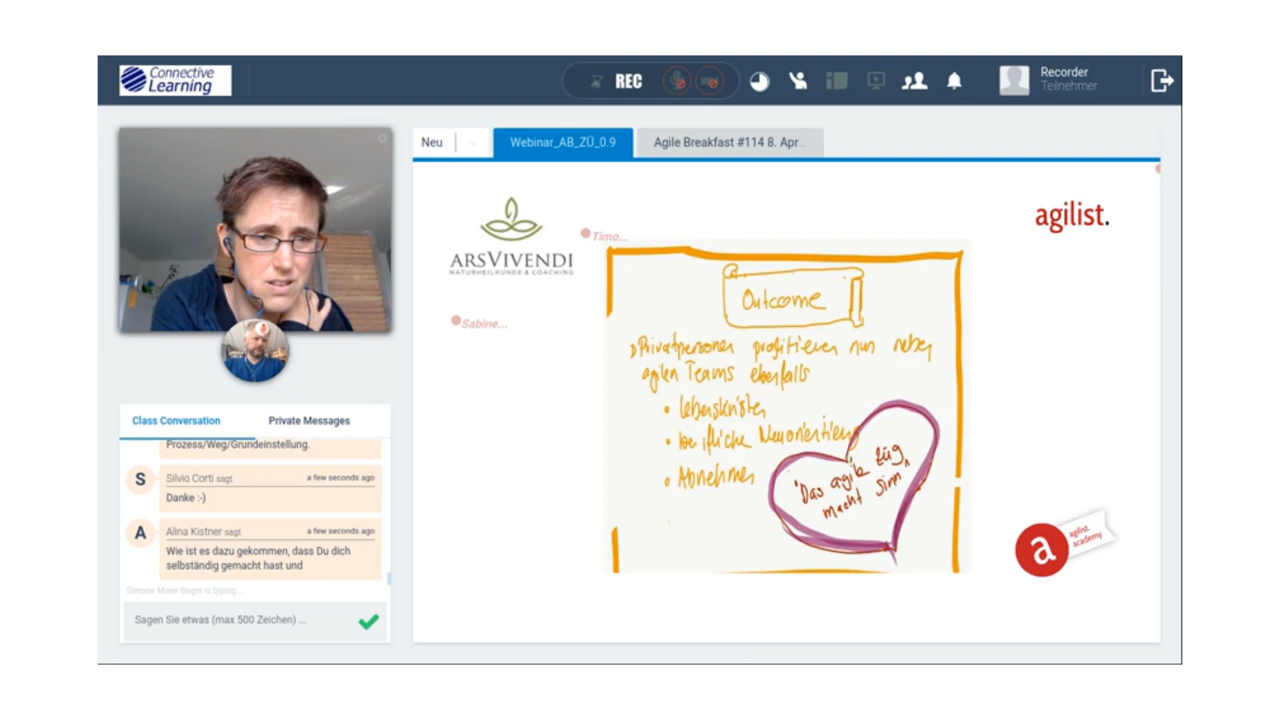 Connective
Learning
REC
Recorder
Teilnehmer
Neu
Webinar_AB_ZÜ_0.9
Agile Breakfast #114 8. Apr...
ARSVIVENDI
NATURHEILKUNDE & COACHING
Timo...
Sabine...
agilist.
Outcome
Privatpersonen profitieren nun neben
agilen Teams ebenfalls
• lebenskrisen
• berufliche Neuorientierung
• Abnehmen
"Das agile Züg
macht Sinn"
a
agilist.
academy
Class Conversation
Private Messages
Prozess/Weg/Grundeinstellung.
S
Silvio Corti sagt
a few seconds ago
Danke :-)
A
Alina Kistner sagt
a few seconds ago
Wie ist es dazu gekommen, dass Du dich
selbständig gemacht hast und
Simone Maier Begré is typing...
Sagen Sie etwas (max 500 Zeichen) ...